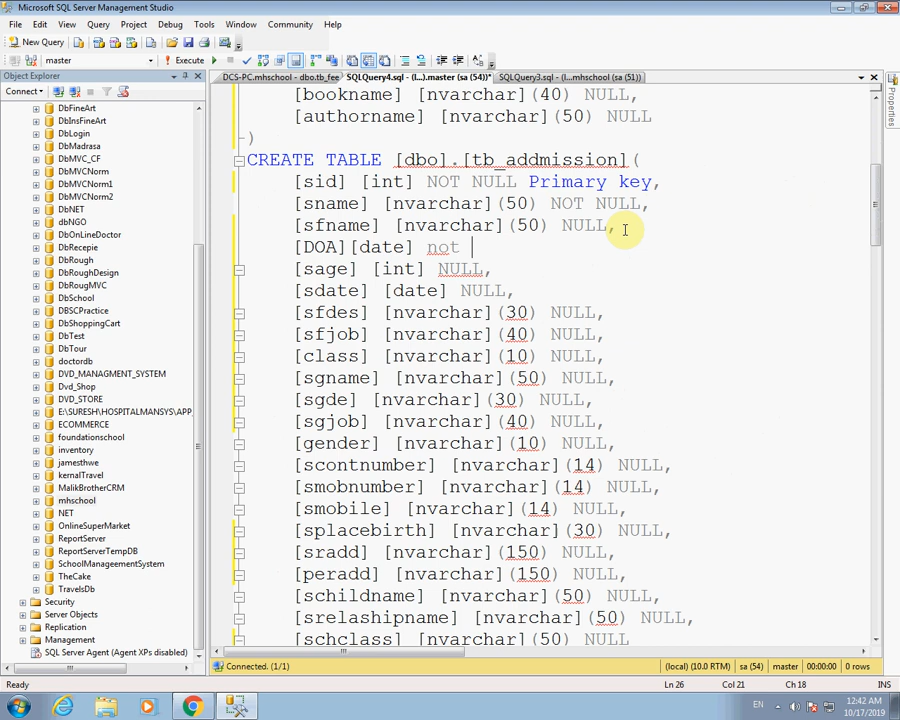 Microsoft SQL Server Management Studio
File Edit View Query Project Debug Tools Window Community Help
New Query
master Execute
Object Explorer
DCS-PC.mhschool - dbo.tb_fee SQLQuery4.sql - (l...).master (sa (54))* SQLQuery3.sql - (l...mhschool (sa (51))
Connect
DbFineArt
DbInsFineArt
DbLogin
DbMadrasa
DbMVC_CF
DbMVCNorm
DbMVCNorm1
DbMVCNorm2
DbNET
dbNGO
DbOnLineDoctor
DbRecepie
DbRough
DbRoughDesign
DbRougMVC
DbSchool
DBSCPractice
DbShoppingCart
DbTest
DbTour
doctordb
DVD_MANAGMENT_SYSTEM
Dvd_Shop
DVD_STORE
E:\SURESH\HOSPITALMANSYS\APP_
ECOMMERCE
foundationschool
inventory
jamesthwe
kernalTravel
MalikBrotherCRM
mhschool
NET
OnlineSuperMarket
ReportServer
ReportServerTempDB
SchoolManageementSystem
TheCake
TravelsDb
Security
Server Objects
Replication
Management
SQL Server Agent (Agent XPs disabled)
[bookname] [nvarchar](40) NULL,
[authorname] [nvarchar](50) NULL
)
CREATE TABLE [dbo].[tb_addmission](
[sid] [int] NOT NULL Primary key,
[sname] [nvarchar](50) NOT NULL,
[sfname] [nvarchar](50) NULL,
[DOA][date] not
[sage] [int] NULL,
[sdate] [date] NULL,
[sfdes] [nvarchar](30) NULL,
[sfjob] [nvarchar](40) NULL,
[class] [nvarchar](10) NULL,
[sgname] [nvarchar](50) NULL,
[sgde] [nvarchar](30) NULL,
[sgjob] [nvarchar](40) NULL,
[gender] [nvarchar](10) NULL,
[scontnumber] [nvarchar](14) NULL,
[smobnumber] [nvarchar](14) NULL,
[smobile] [nvarchar](14) NULL,
[splacebirth] [nvarchar](30) NULL,
[sradd] [nvarchar](150) NULL,
[peradd] [nvarchar](150) NULL,
[schildname] [nvarchar](50) NULL,
[srelashipname] [nvarchar](50) NULL,
[schclass] [nvarchar](50) NULL
Properties
Connected. (1/1) (local) (10.0 RTM) sa (54) master 00:00:00 0 rows
Ready Ln 26 Col 21 Ch 18 INS
EN 12:42 AM
10/17/2019